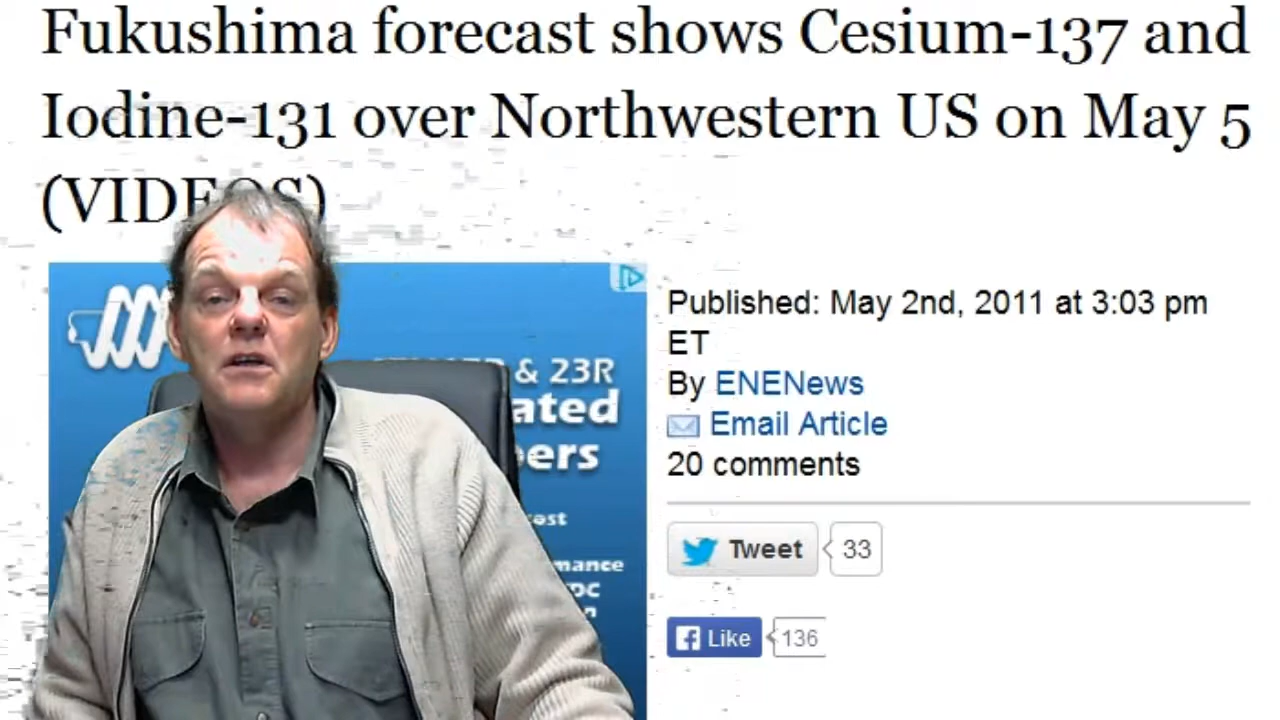 Fukushima forecast shows Cesium-137 and
Iodine-131 over Northwestern US on May 5
(VIDEOS)
& 23R
ated
ers
Published: May 2nd, 2011 at 3:03 pm
ET
By ENENews
Email Article
20 comments
Tweet 33
Like 136